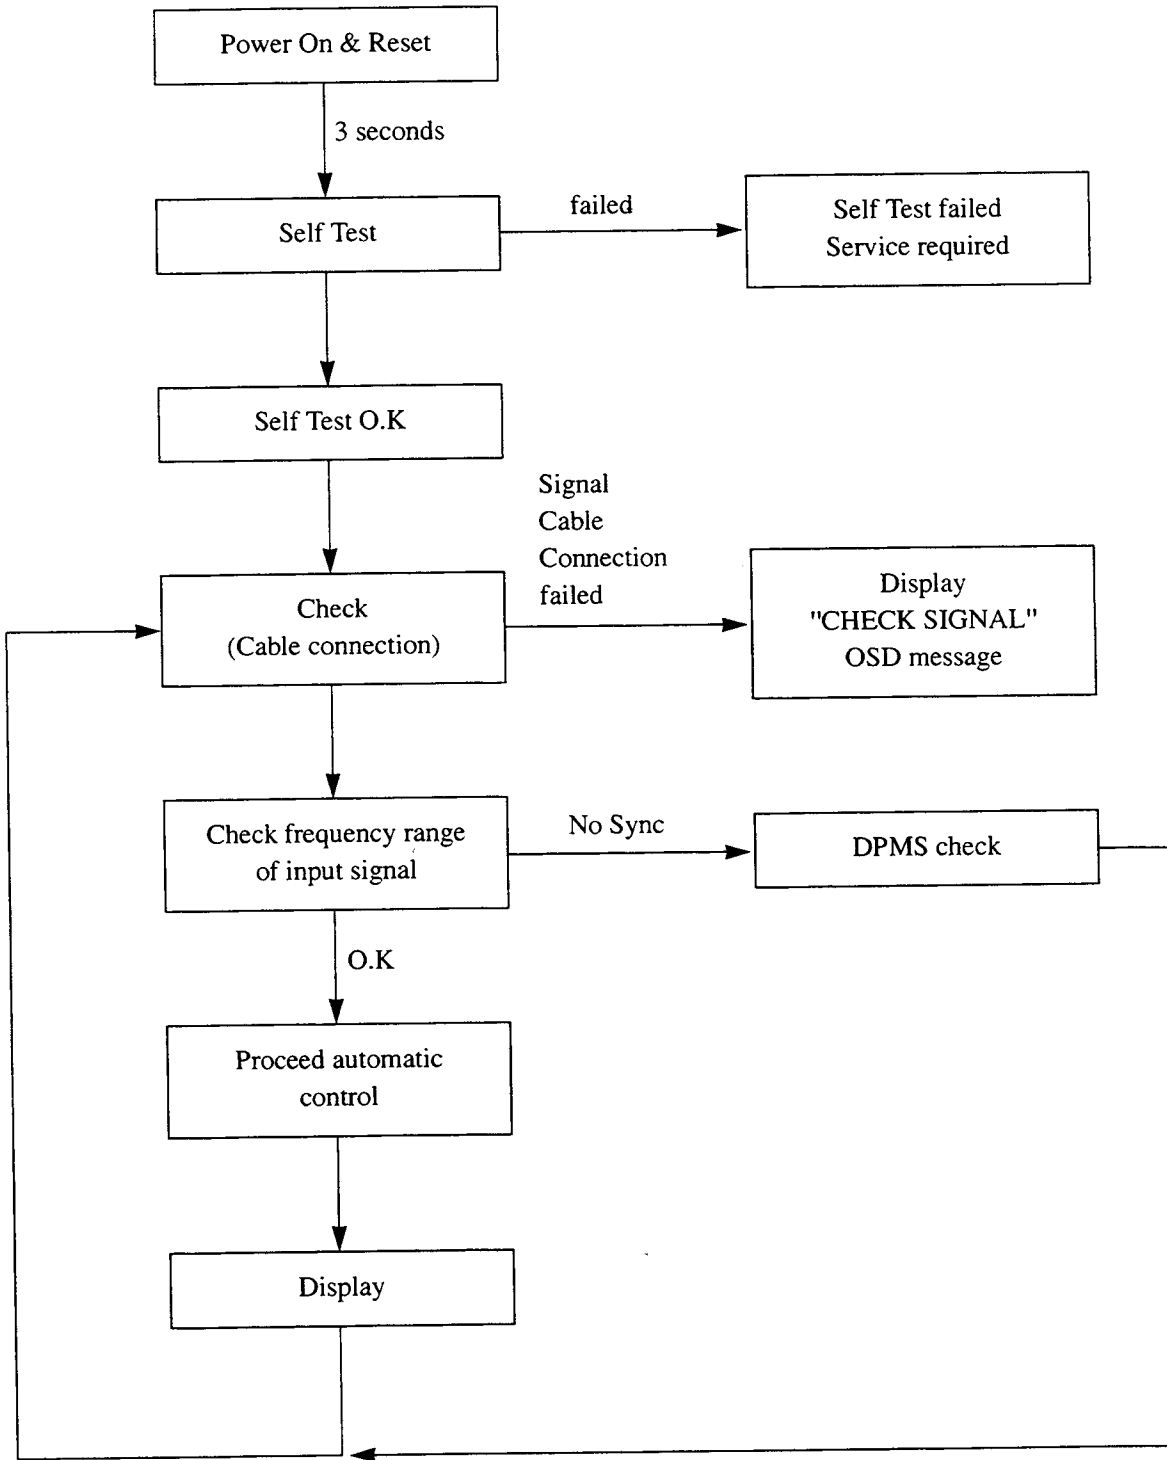 Power On & Reset
3 seconds
Self Test
failed
Self Test failed
Service required
Self Test O.K
Signal
Cable
Connection
failed
Check
(Cable connection)
Display
"CHECK SIGNAL"
OSD message
Check frequency range
of input signal
No Sync
DPMS check
O.K
Proceed automatic
control
Display